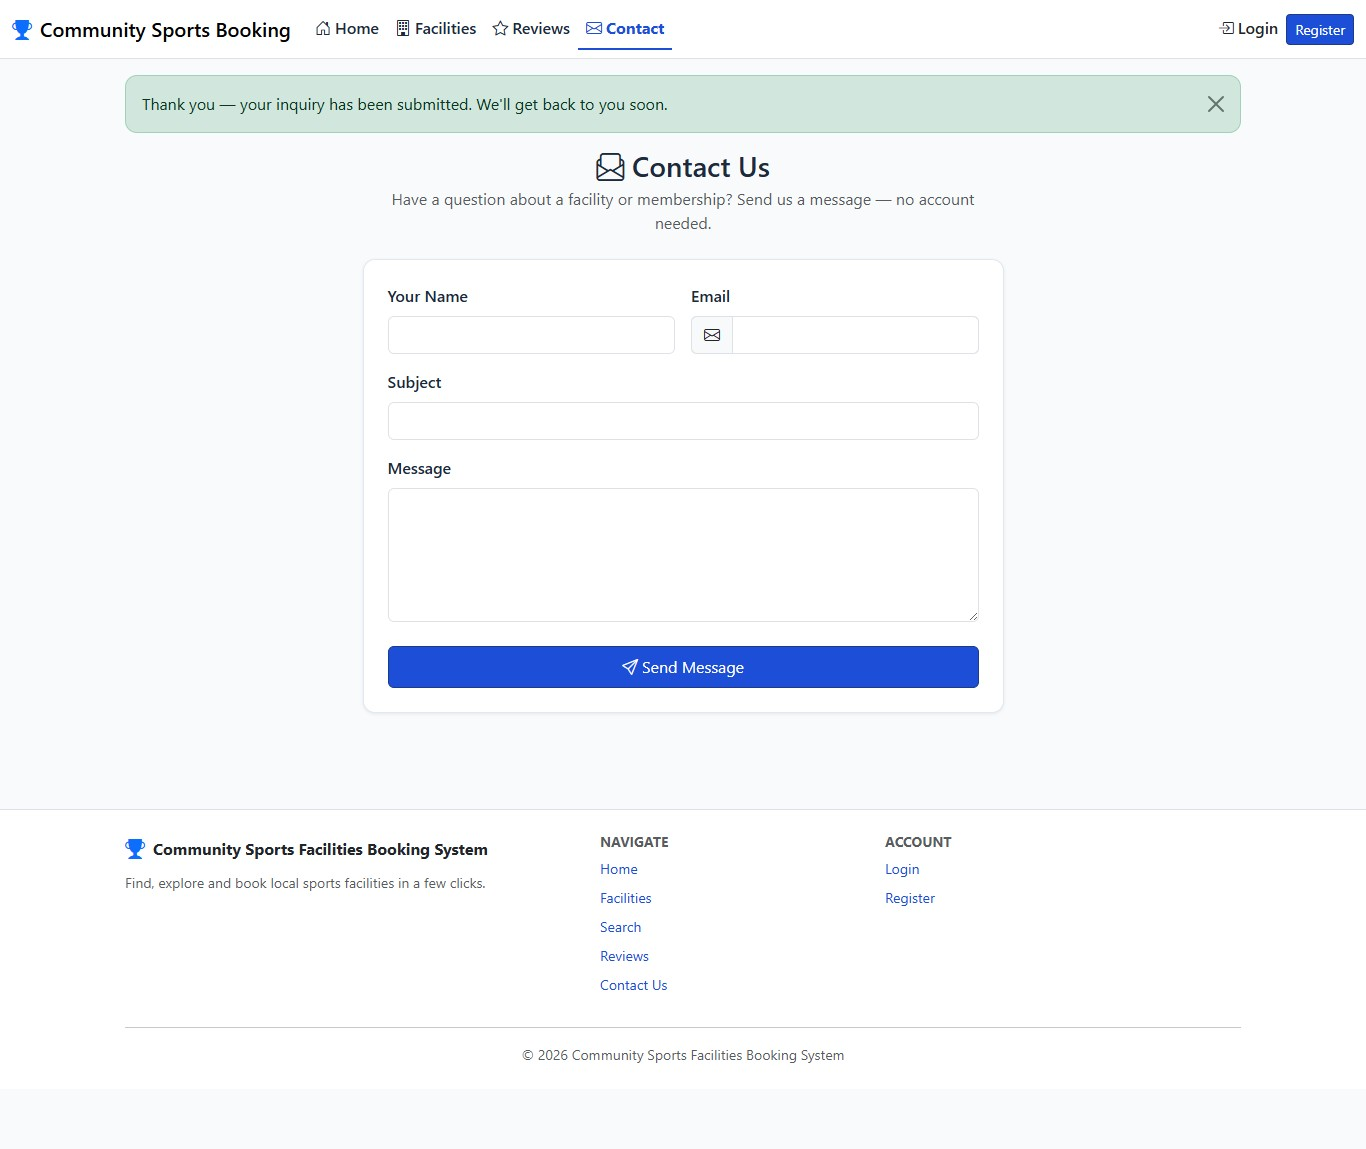 Community Sports Booking
Home
Facilities
Reviews
Contact
Login
Register
Thank you — your inquiry has been submitted. We'll get back to you soon.
Contact Us
Have a question about a facility or membership? Send us a message — no account
needed.
Your Name
Email
Subject
Message
Send Message
Community Sports Facilities Booking System
Find, explore and book local sports facilities in a few clicks.
NAVIGATE
Home
Facilities
Search
Reviews
Contact Us
ACCOUNT
Login
Register
© 2026 Community Sports Facilities Booking System